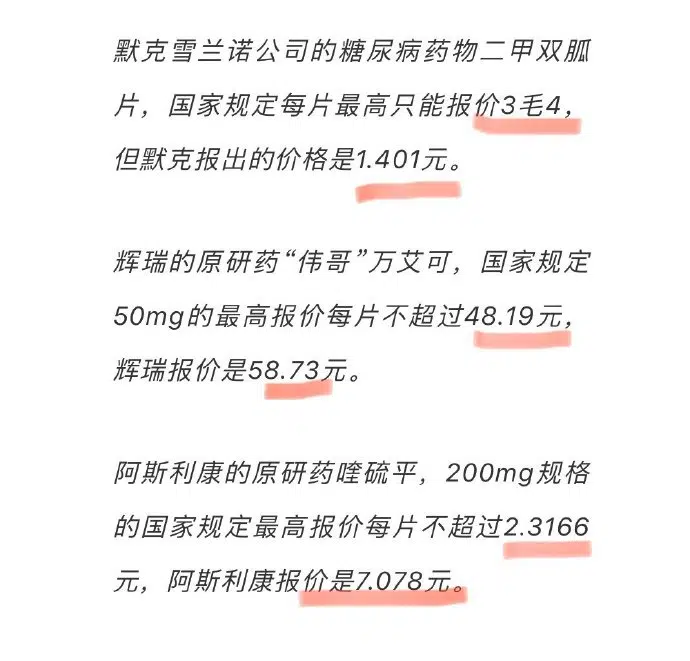 默克雪兰诺公司的糖尿病药物二甲双胍
片，国家规定每片最高只能报价3毛4，
但默克报出的价格是1.401元。
辉瑞的原研药“伟哥”万艾可，国家规定
50mg的最高报价每片不超过48.19元，
辉瑞报价是58.73元。
阿斯利康的原研药喹硫平，200mg规格
的国家规定最高报价每片不超过2.3166
元，阿斯利康报价是7.078元。